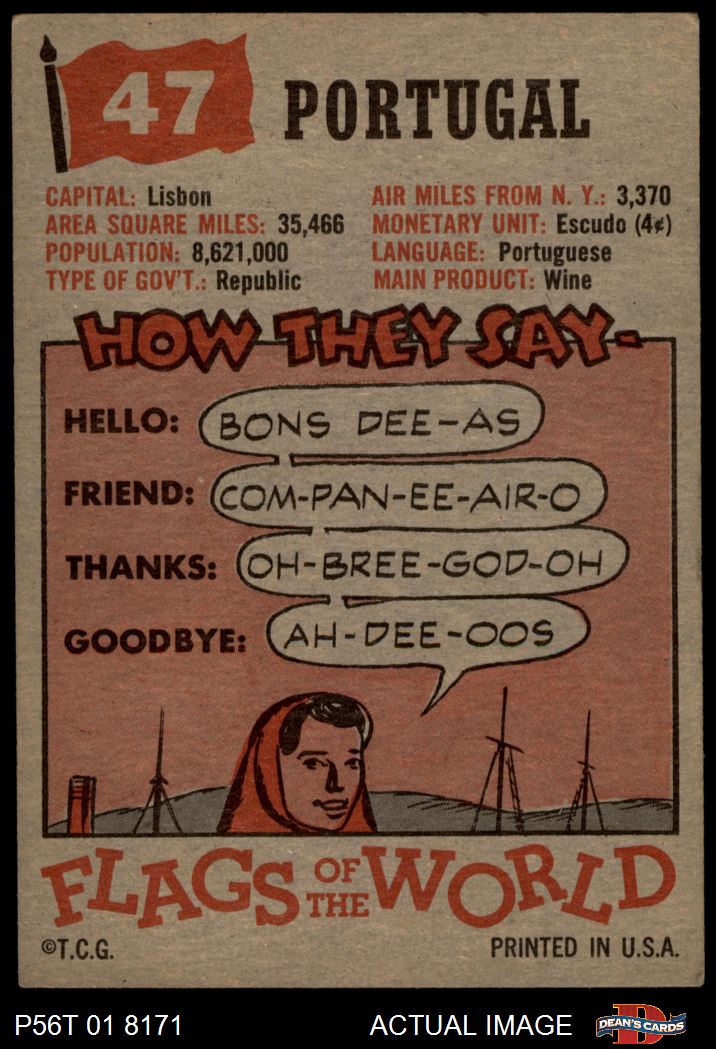 47 PORTUGAL
CAPITAL: Lisbon
AREA SQUARE MILES: 35,466
POPULATION: 8,621,000
TYPE OF GOV'T.: Republic
AIR MILES FROM N. Y.: 3,370
MONETARY UNIT: Escudo (4¢)
LANGUAGE: Portuguese
MAIN PRODUCT: Wine
HOW THEY SAY-
HELLO: BONS DEE-AS
FRIEND: COM-PAN-EE-AIR-O
THANKS: OH-BREE-GOD-OH
GOODBYE: AH-DEE-OOS
FLAGS OF THE WORLD
©T.C.G. PRINTED IN U.S.A.
P56T 01 8171 ACTUAL IMAGE D DEAN'S CARDS